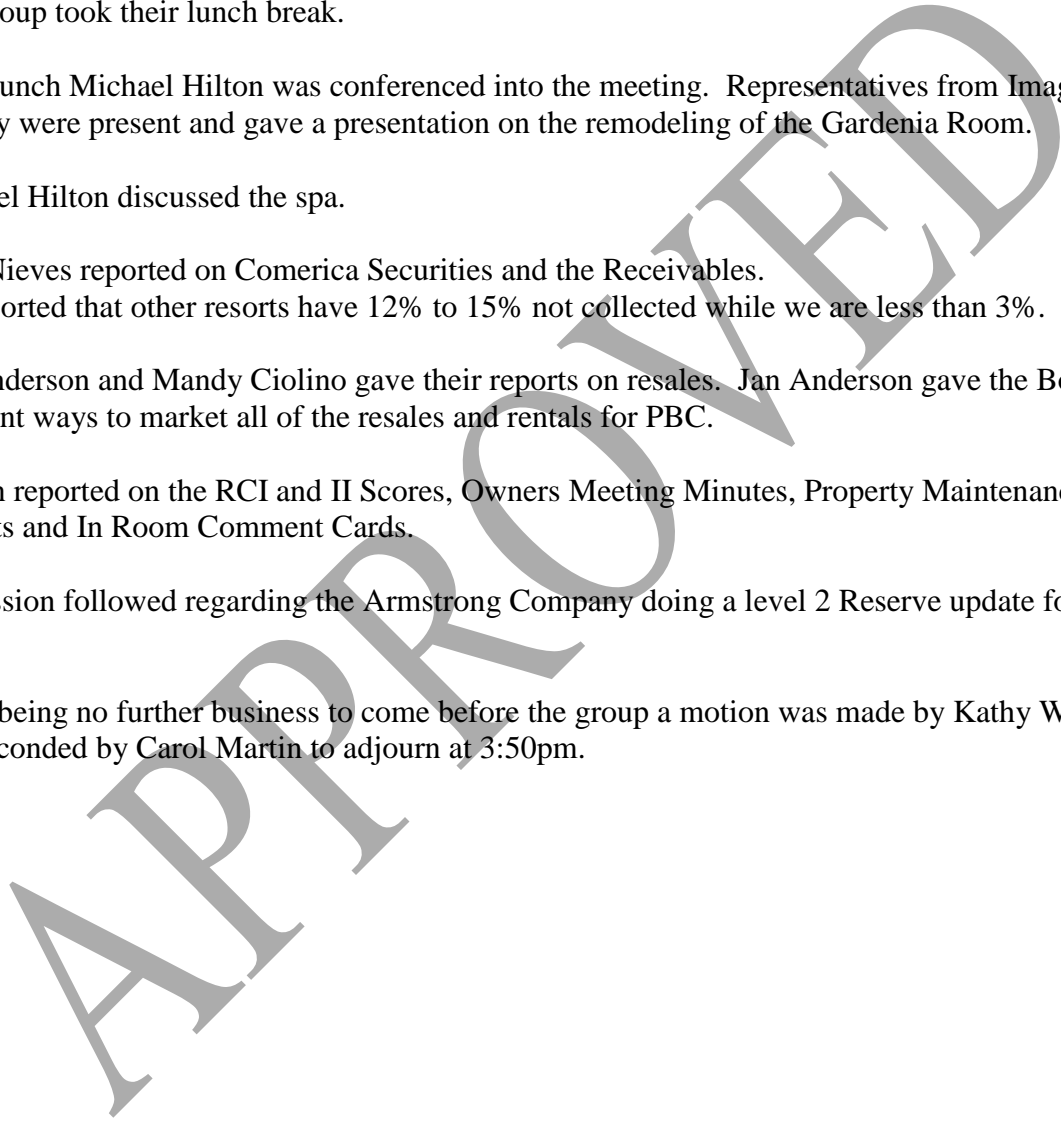 oup took their lunch break.
unch Michael Hilton was conferenced into the meeting. Representatives from Imag
y were present and gave a presentation on the remodeling of the Gardenia Room.
el Hilton discussed the spa.
Nieves reported on Comerica Securities and the Receivables.
orted that other resorts have 12% to 15% not collected while we are less than 3%.
nderson and Mandy Ciolino gave their reports on resales. Jan Anderson gave the Bo
nt ways to market all of the resales and rentals for PBC.
n reported on the RCI and II Scores, Owners Meeting Minutes, Property Maintenanc
ts and In Room Comment Cards.
ssion followed regarding the Armstrong Company doing a level 2 Reserve update fo
being no further business to come before the group a motion was made by Kathy W
conded by Carol Martin to adjourn at 3:50pm.
APPROVED